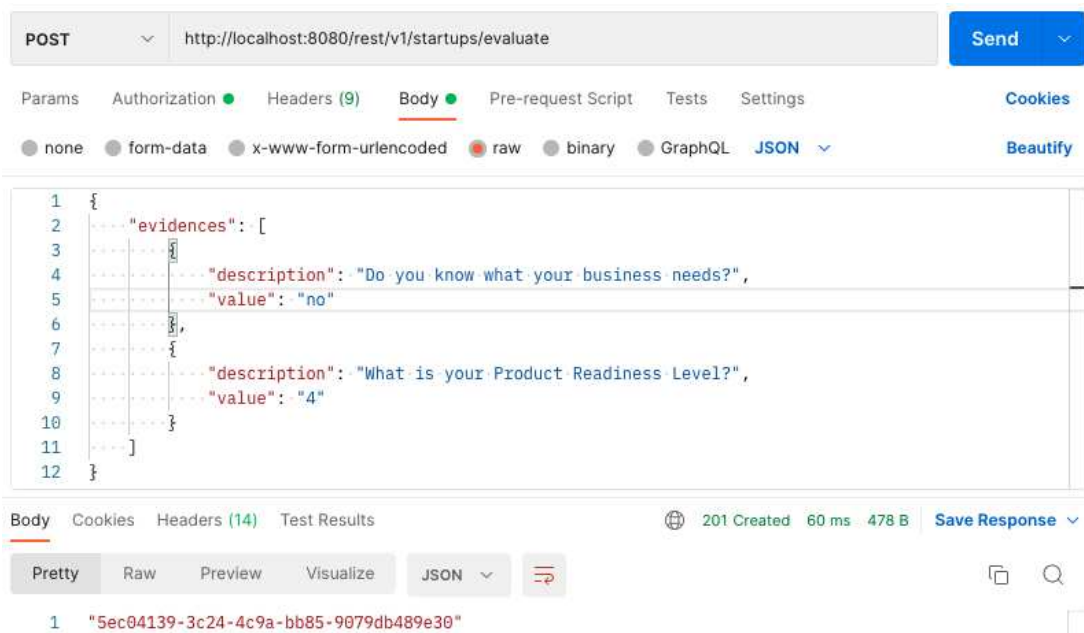 POST http://localhost:8080/rest/v1/startups/evaluate Send
Params Authorization Headers (9) Body Pre-request Script Tests Settings Cookies
none form-data x-www-form-urlencoded raw binary GraphQL JSON Beautify
1 {
2 "evidences": [
3 {
4 "description": "Do you know what your business needs?",
5 "value": "no"
6 },
7 {
8 "description": "What is your Product Readiness Level?",
9 "value": "4"
10 }
11 ]
12 }
Body Cookies Headers (14) Test Results 201 Created 60 ms 478 B Save Response
Pretty Raw Preview Visualize JSON
1 "5ec04139-3c24-4c9a-bb85-9079db489e30"